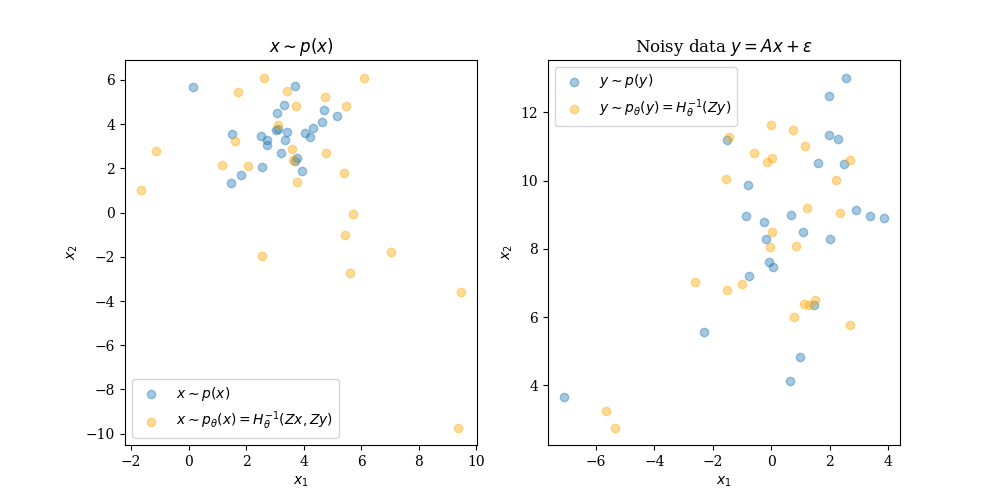 x ∼ p(x)
Noisy data y = Ax + ε
6
4
2
0
−2
−4
−6
−8
−10
x₂
−2
0
2
4
6
8
10
x₁
x ∼ p(x)
x ∼ p_θ(x) = H_θ^{-1}(Zx, Zy)
12
10
8
6
4
x₂
−6
−4
−2
0
2
4
x₁
y ∼ p(y)
y ∼ p_θ(y) = H_θ^{-1}(Zy)